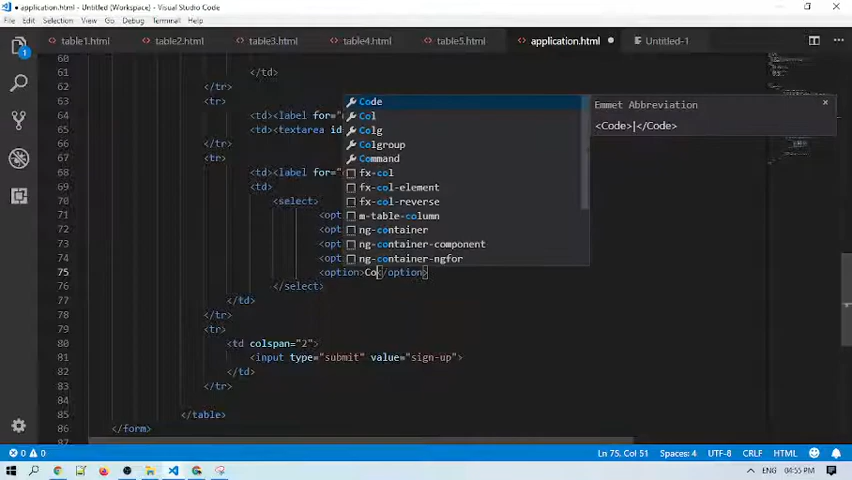 application.html - Untitled (Workspace) - Visual Studio Code
File Edit Selection View Go Debug Terminal Help
table1.html table2.html table3.html table4.html table5.html application.html Untitled-1
60
61 </td>
62 </tr>
63 <tr>
64 <td><label for="
65 <td><textarea id
66 </tr>
67 <tr>
68 <td><label for="
69 <td>
70 <select>
71 <opt
72 <opt
73 <opt
74 <opt
75 <option>Co</option>
76 </select>
77 </td>
78 </tr>
79 <tr>
80 <td colspan="2">
81 <input type="submit" value="sign-up">
82 </td>
83 </tr>
84
85 </table>
86 </form>
87
Code
Col
Colg
Colgroup
Command
fx-col
fx-col-element
fx-col-reverse
m-table-column
ng-container
ng-container-component
ng-container-ngfor
Emmet Abbreviation
<Code>|</Code>
1
0 0 Ln 75, Col 51 Spaces: 4 UTF-8 CRLF HTML
ENG 04:55 PM